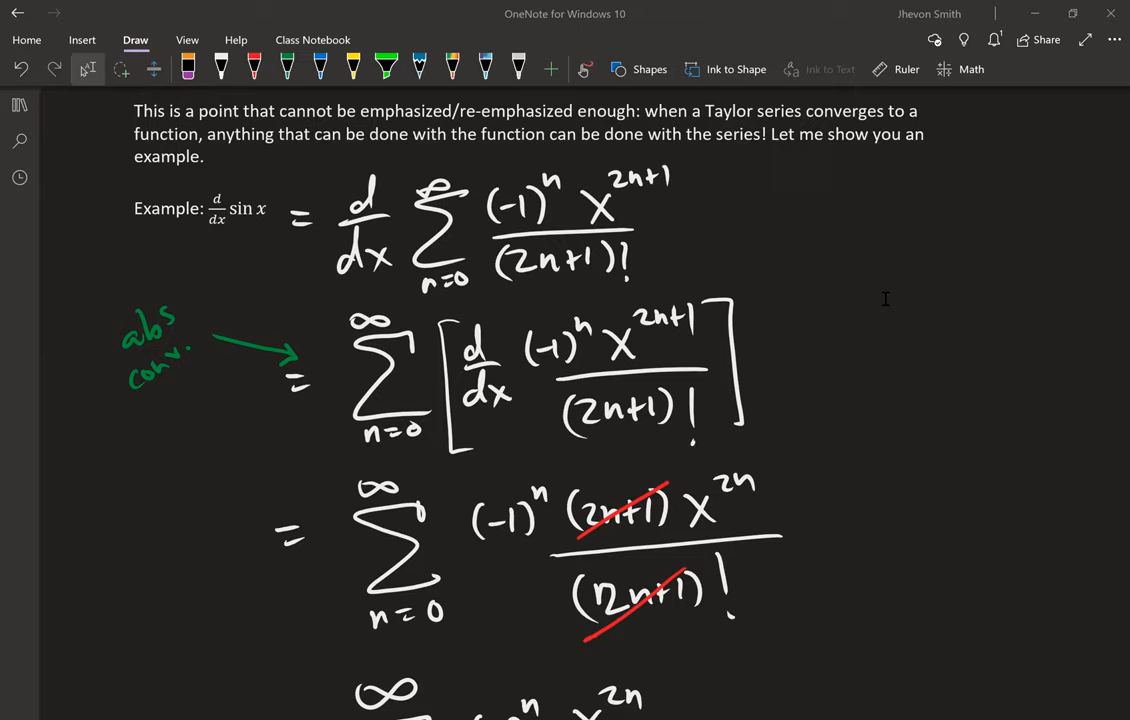 OneNote for Windows 10
Jhevon Smith
Home Insert Draw View Help Class Notebook
Share
Shapes Ink to Shape Ink to Text Ruler Math
This is a point that cannot be emphasized/re-emphasized enough: when a Taylor series converges to a
function, anything that can be done with the function can be done with the series! Let me show you an
example.
Example: d/dx sin x = d/dx ∑_{n=0}^{∞} (-1)^n x^{2n+1} / (2n+1)!
abs
conv.
= ∑_{n=0}^{∞} [ d/dx (-1)^n x^{2n+1} / (2n+1)! ]
= ∑_{n=0}^{∞} (-1)^n (2n+1) x^{2n} / (2n+1)!